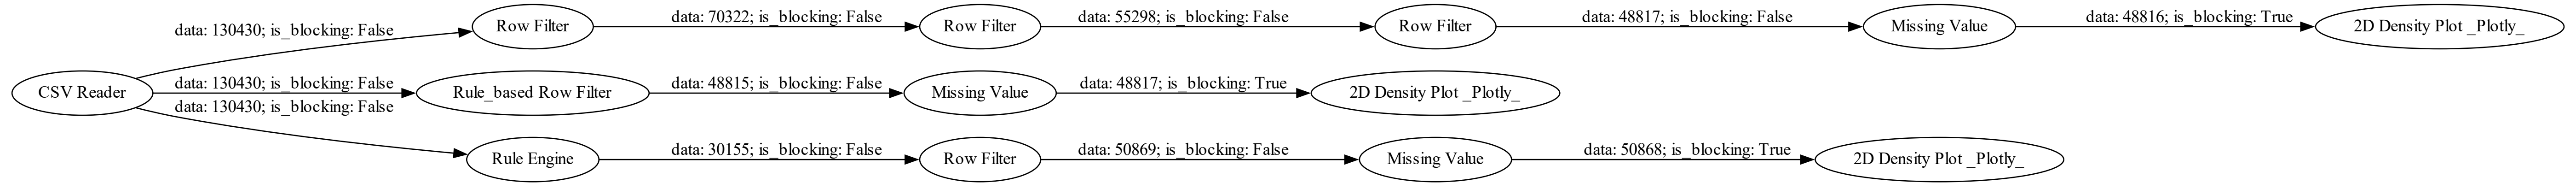 data: 130430; is_blocking: False
Row Filter
data: 70322; is_blocking: False
Row Filter
data: 55298; is_blocking: False
Row Filter
data: 48817; is_blocking: False
Missing Value
data: 48816; is_blocking: True
2D Density Plot _Plotly_
CSV Reader
data: 130430; is_blocking: False
Rule_based Row Filter
data: 48815; is_blocking: False
Missing Value
data: 48817; is_blocking: True
2D Density Plot _Plotly_
data: 130430; is_blocking: False
Rule Engine
data: 30155; is_blocking: False
Row Filter
data: 50869; is_blocking: False
Missing Value
data: 50868; is_blocking: True
2D Density Plot _Plotly_